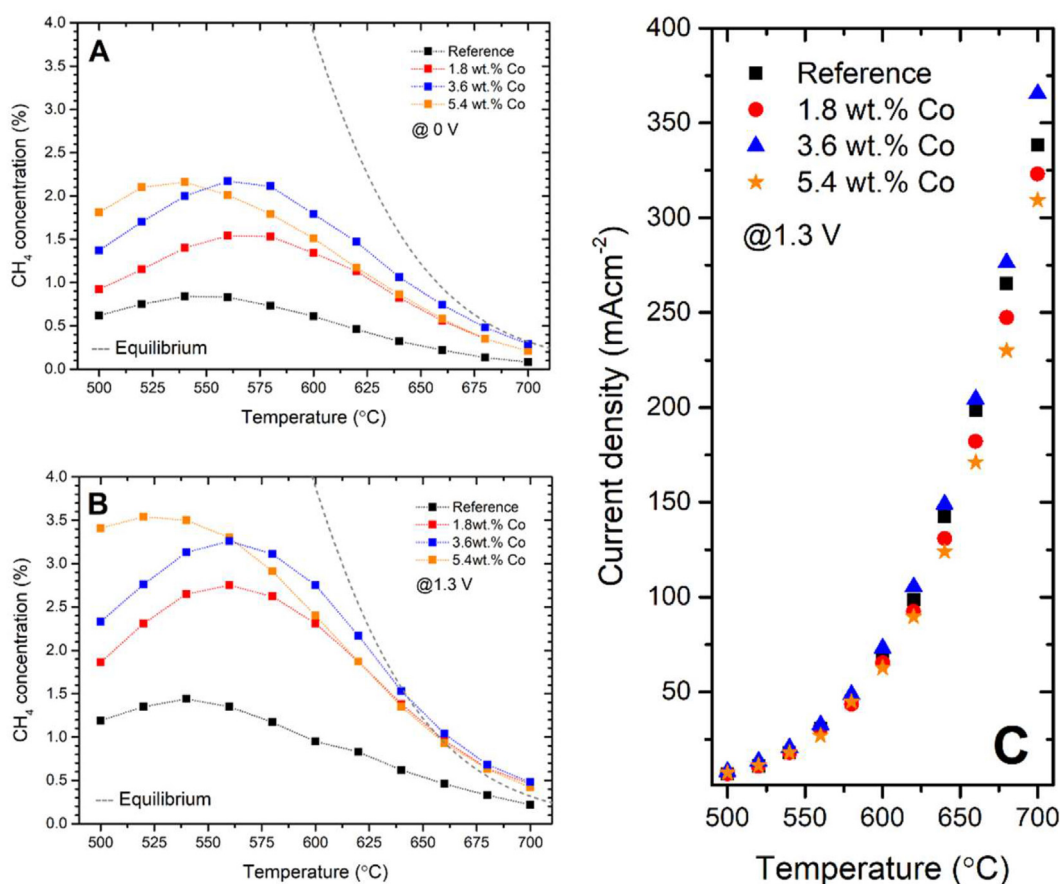 A
4.0
3.5
3.0
2.5
2.0
1.5
1.0
0.5
0.0
CH₄ concentration (%)
Reference
1.8 wt.% Co
3.6 wt.% Co
5.4 wt.% Co
@ 0 V
Equilibrium
500 525 550 575 600 625 650 675 700
Temperature (°C)
B
4.0
3.5
3.0
2.5
2.0
1.5
1.0
0.5
0.0
CH₄ concentration (%)
Reference
1.8wt.% Co
3.6wt.% Co
5.4wt.% Co
@1.3 V
Equilibrium
500 525 550 575 600 625 650 675 700
Temperature (°C)
350
300
250
200
150
100
50
Current density (mAcm⁻²)
Reference
1.8 wt.% Co
3.6 wt.% Co
5.4 wt.% Co
@1.3 V
C
500 550 600 650 700
Temperature (°C)